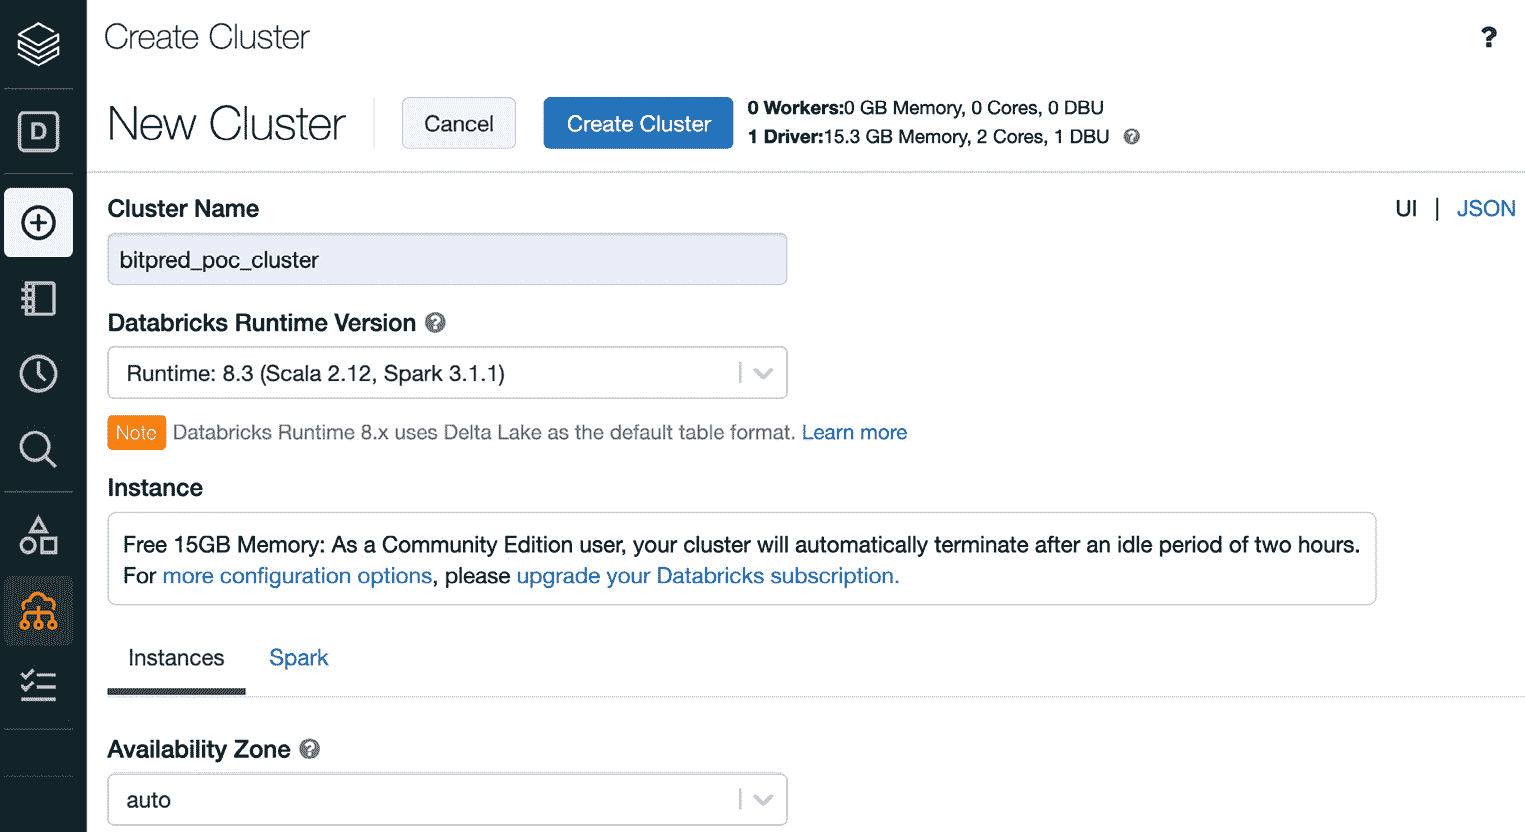 Create Cluster
?
New Cluster
Cancel
Create Cluster
0 Workers:0 GB Memory, 0 Cores, 0 DBU
1 Driver:15.3 GB Memory, 2 Cores, 1 DBU ?
D
Cluster Name
UI | JSON
bitpred_poc_cluster
Databricks Runtime Version ?
Runtime: 8.3 (Scala 2.12, Spark 3.1.1)
Note Databricks Runtime 8.x uses Delta Lake as the default table format. Learn more
Instance
Free 15GB Memory: As a Community Edition user, your cluster will automatically terminate after an idle period of two hours.
For more configuration options, please upgrade your Databricks subscription.
Instances Spark
Availability Zone ?
auto